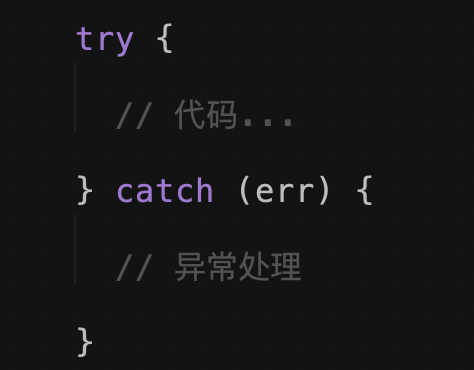 try {
// 代码...
} catch (err) {
// 异常处理
}